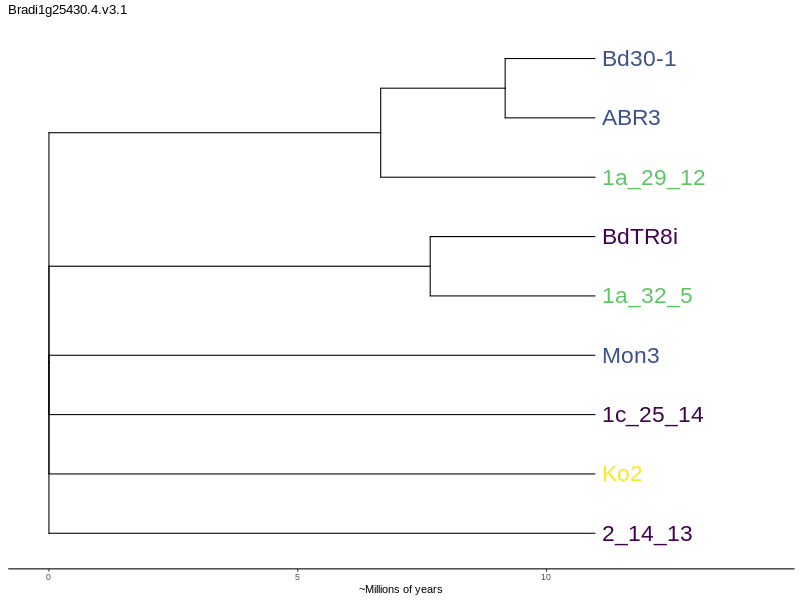 Bradi1g25430.4.v3.1
Bd30-1
ABR3
1a_29_12
BdTR8i
1a_32_5
Mon3
1c_25_14
Ko2
2_14_13
0 5 10
~Millions of years